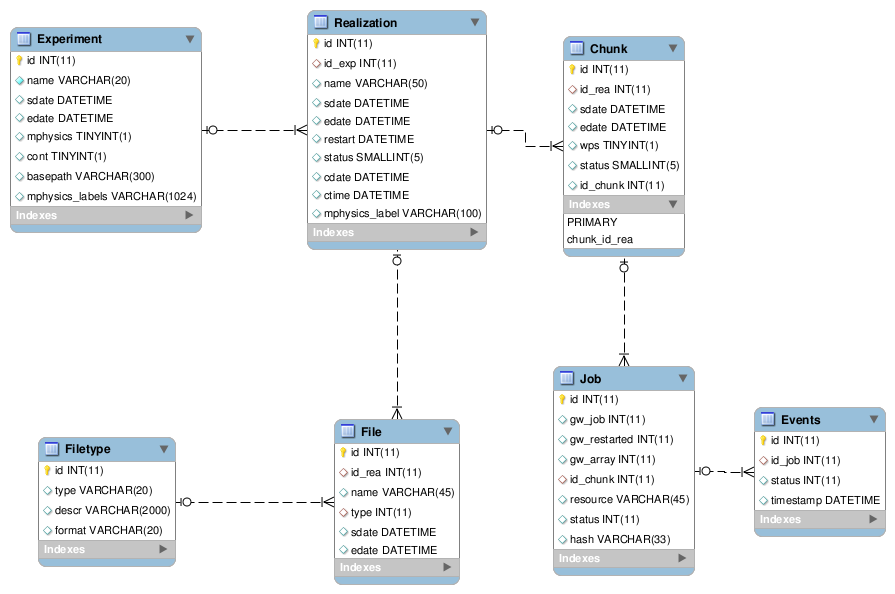 Experiment
id INT(11)
name VARCHAR(20)
sdate DATETIME
edate DATETIME
mphysics TINYINT(1)
cont TINYINT(1)
basepath VARCHAR(300)
mphysics_labels VARCHAR(1024)
Indexes
Realization
id INT(11)
id_exp INT(11)
name VARCHAR(50)
sdate DATETIME
edate DATETIME
restart DATETIME
status SMALLINT(5)
cdate DATETIME
ctime DATETIME
mphysics_label VARCHAR(100)
Indexes
Chunk
id INT(11)
id_rea INT(11)
sdate DATETIME
edate DATETIME
wps TINYINT(1)
status SMALLINT(5)
id_chunk INT(11)
Indexes
PRIMARY
chunk_id_rea
Filetype
id INT(11)
type VARCHAR(20)
descr VARCHAR(2000)
format VARCHAR(20)
Indexes
File
id INT(11)
id_rea INT(11)
name VARCHAR(45)
type INT(11)
sdate DATETIME
edate DATETIME
Indexes
Job
id INT(11)
gw_job INT(11)
gw_restarted INT(11)
gw_array INT(11)
id_chunk INT(11)
resource VARCHAR(45)
status INT(11)
hash VARCHAR(33)
Indexes
Events
id INT(11)
id_job INT(11)
status INT(11)
timestamp DATETIME
Indexes